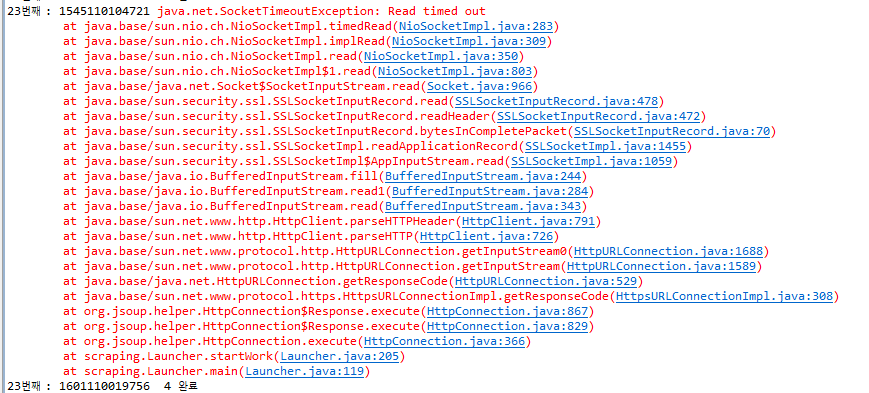 23번째 : 1545110104721 java.net.SocketTimeoutException: Read timed out
at java.base/sun.nio.ch.NioSocketImpl.timedRead(NioSocketImpl.java:283)
at java.base/sun.nio.ch.NioSocketImpl.implRead(NioSocketImpl.java:309)
at java.base/sun.nio.ch.NioSocketImpl.read(NioSocketImpl.java:350)
at java.base/sun.nio.ch.NioSocketImpl$1.read(NioSocketImpl.java:803)
at java.base/java.net.Socket$SocketInputStream.read(Socket.java:966)
at java.base/sun.security.ssl.SSLSocketInputRecord.read(SSLSocketInputRecord.java:478)
at java.base/sun.security.ssl.SSLSocketInputRecord.readHeader(SSLSocketInputRecord.java:472)
at java.base/sun.security.ssl.SSLSocketInputRecord.bytesInCompletePacket(SSLSocketInputRecord.java:70)
at java.base/sun.security.ssl.SSLSocketImpl.readApplicationRecord(SSLSocketImpl.java:1455)
at java.base/sun.security.ssl.SSLSocketImpl$AppInputStream.read(SSLSocketImpl.java:1059)
at java.base/java.io.BufferedInputStream.fill(BufferedInputStream.java:244)
at java.base/java.io.BufferedInputStream.read1(BufferedInputStream.java:284)
at java.base/java.io.BufferedInputStream.read(BufferedInputStream.java:343)
at java.base/sun.net.www.http.HttpClient.parseHTTPHeader(HttpClient.java:791)
at java.base/sun.net.www.http.HttpClient.parseHTTP(HttpClient.java:726)
at java.base/sun.net.www.protocol.http.HttpURLConnection.getInputStream0(HttpURLConnection.java:1688)
at java.base/sun.net.www.protocol.http.HttpURLConnection.getInputStream(HttpURLConnection.java:1589)
at java.base/java.net.HttpURLConnection.getResponseCode(HttpURLConnection.java:529)
at java.base/sun.net.www.protocol.https.HttpsURLConnectionImpl.getResponseCode(HttpsURLConnectionImpl.java:308)
at org.jsoup.helper.HttpConnection$Response.execute(HttpConnection.java:867)
at org.jsoup.helper.HttpConnection$Response.execute(HttpConnection.java:829)
at org.jsoup.helper.HttpConnection.execute(HttpConnection.java:366)
at scraping.Launcher.startWork(Launcher.java:205)
at scraping.Launcher.main(Launcher.java:119)
23번째 : 1601110019756  4 완료